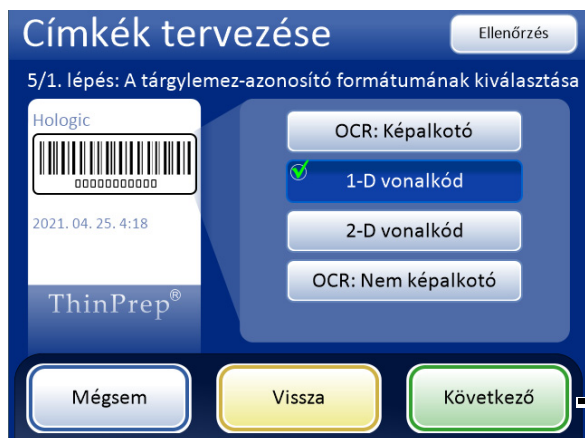 Címkék tervezése
Ellenőrzés
5/1. lépés: A tárgylemez-azonosító formátumának kiválasztása
Hologic
00000000000
2021. 04. 25. 4:18
ThinPrep®
OCR: Képalkotó
1-D vonalkód
2-D vonalkód
OCR: Nem képalkotó
Mégsem
Vissza
Következő